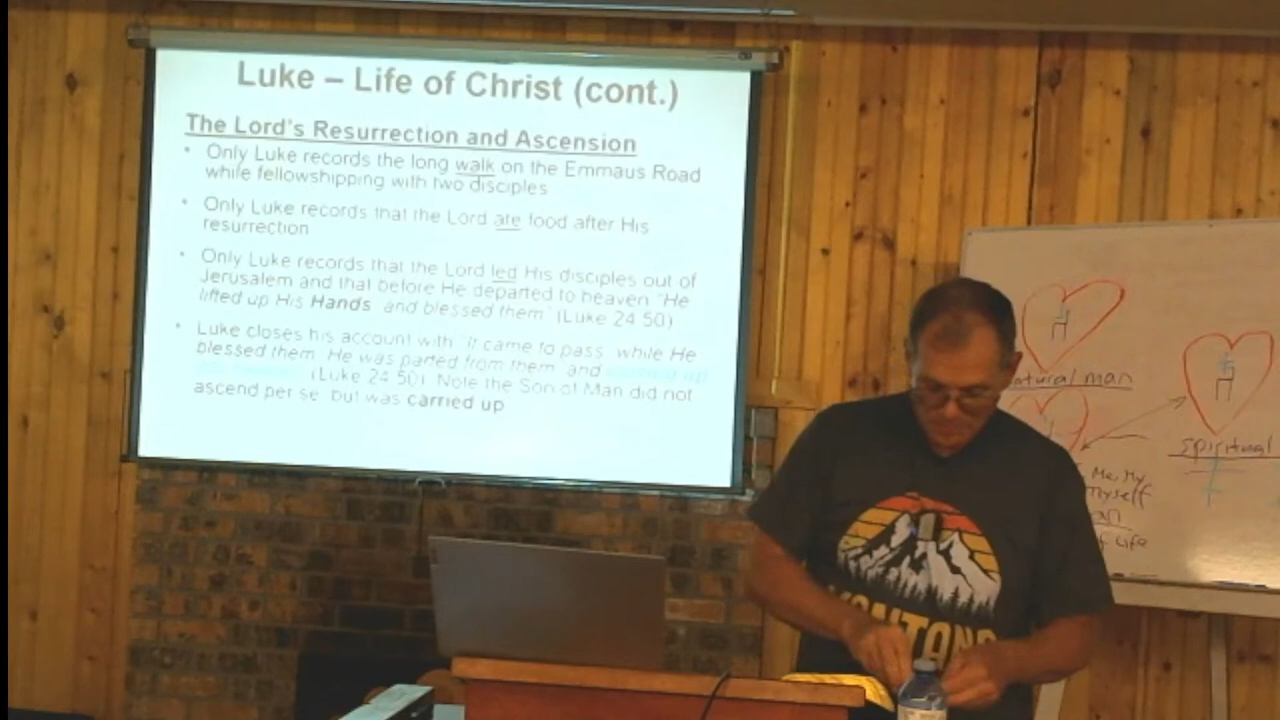 Luke – Life of Christ (cont.)
The Lord's Resurrection and Ascension
• Only Luke records the long walk on the Emmaus Road
while fellowshipping with two disciples
• Only Luke records that the Lord ate food after His
resurrection
• Only Luke records that the Lord led His disciples out of
Jerusalem and that before He departed to heaven "He
lifted up His Hands and blessed them" (Luke 24:50)
• Luke closes his account with "it came to pass, while He
blessed them, He was parted from them and carried up
(Luke 24:50). Note the Son of Man did not
ascend per se, but was carried up
natural man
Spiritual
Me, My
Myself
of Life
MONTANA